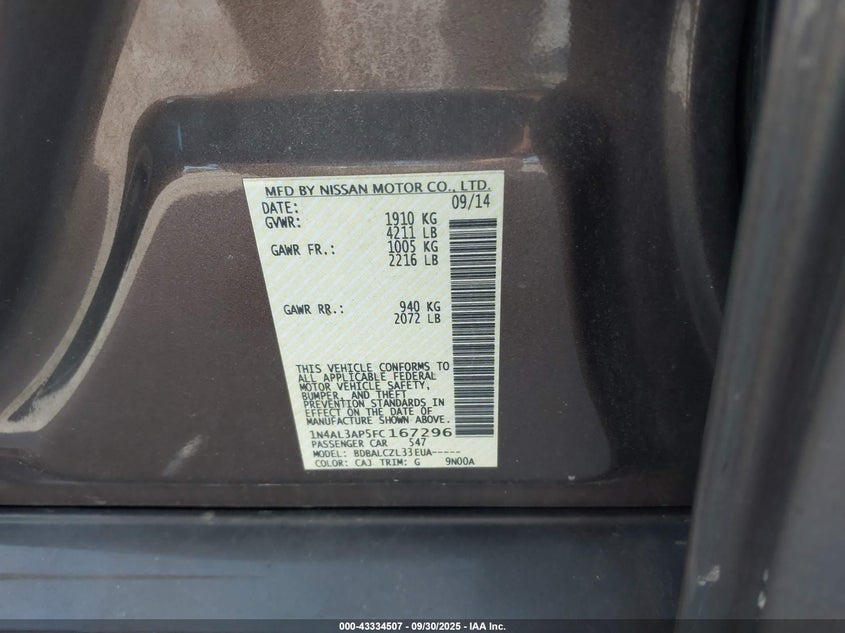 MFD BY NISSAN MOTOR CO., LTD.
DATE: 09/14
GVWR: 1910 KG
4211 LB
GAWR FR.: 1005 KG
2216 LB
GAWR RR.: 940 KG
2072 LB
THIS VEHICLE CONFORMS TO
ALL APPLICABLE FEDERAL
MOTOR VEHICLE SAFETY,
BUMPER, AND THEFT
PREVENTION STANDARDS IN
EFFECT ON THE DATE OF
MANUFACTURE SHOWN ABOVE.
1N4AL3AP5FC167296
PASSENGER CAR 547
MODEL: BDBALCZL33EUA-----
COLOR: CAJ TRIM: G 9N00A
000-43334507 - 09/30/2025 - IAA Inc.